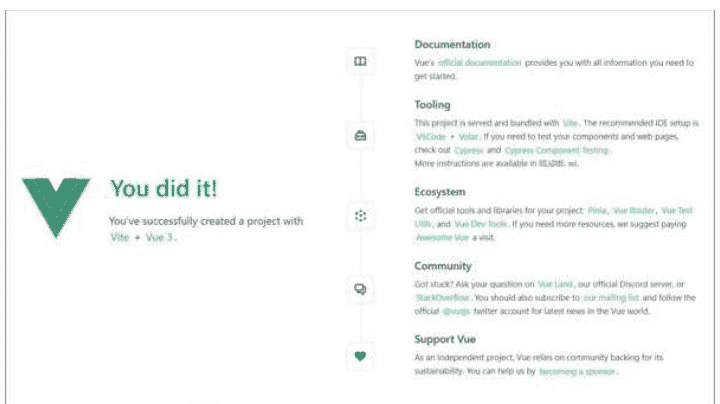 You did it!
You've successfully created a project with
Vite + Vue 3.
Documentation
Vue's official documentation provides you with all information you need to
get started.
Tooling
This project is served and bundled with Vite. The recommended IDE setup is
VSCode + Volar. If you need to test your components and web pages,
check out Cypress and Cypress Component Testing.
More instructions are available in
Ecosystem
Get official tools and libraries for your project: Pinia, Vue Router, Vue Test
Utils, and Vue Dev Tools. If you need more resources, we suggest paying
Awesome Vue a visit.
Community
Got stuck? Ask your question on Vue Land, our official Discord server, or
StackOverflow. You should also subscribe to our mailing list and follow the
official @vuejs twitter account for latest news in the Vue world.
Support Vue
As an independent project, Vue relies on community backing for its
sustainability. You can help us by becoming a sponsor.